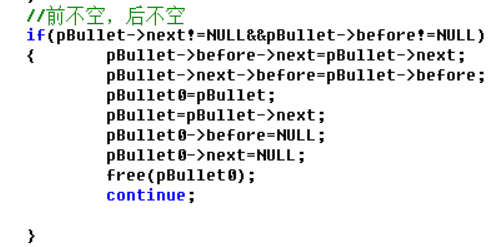 //前不空，后不空
if(pBullet->next!=NULL&&pBullet->before!=NULL)
{ pBullet->before->next=pBullet->next;
pBullet->next->before=pBullet->before;
pBullet0=pBullet;
pBullet=pBullet->next;
pBullet0->before=NULL;
pBullet0->next=NULL;
free(pBullet0);
continue;
}